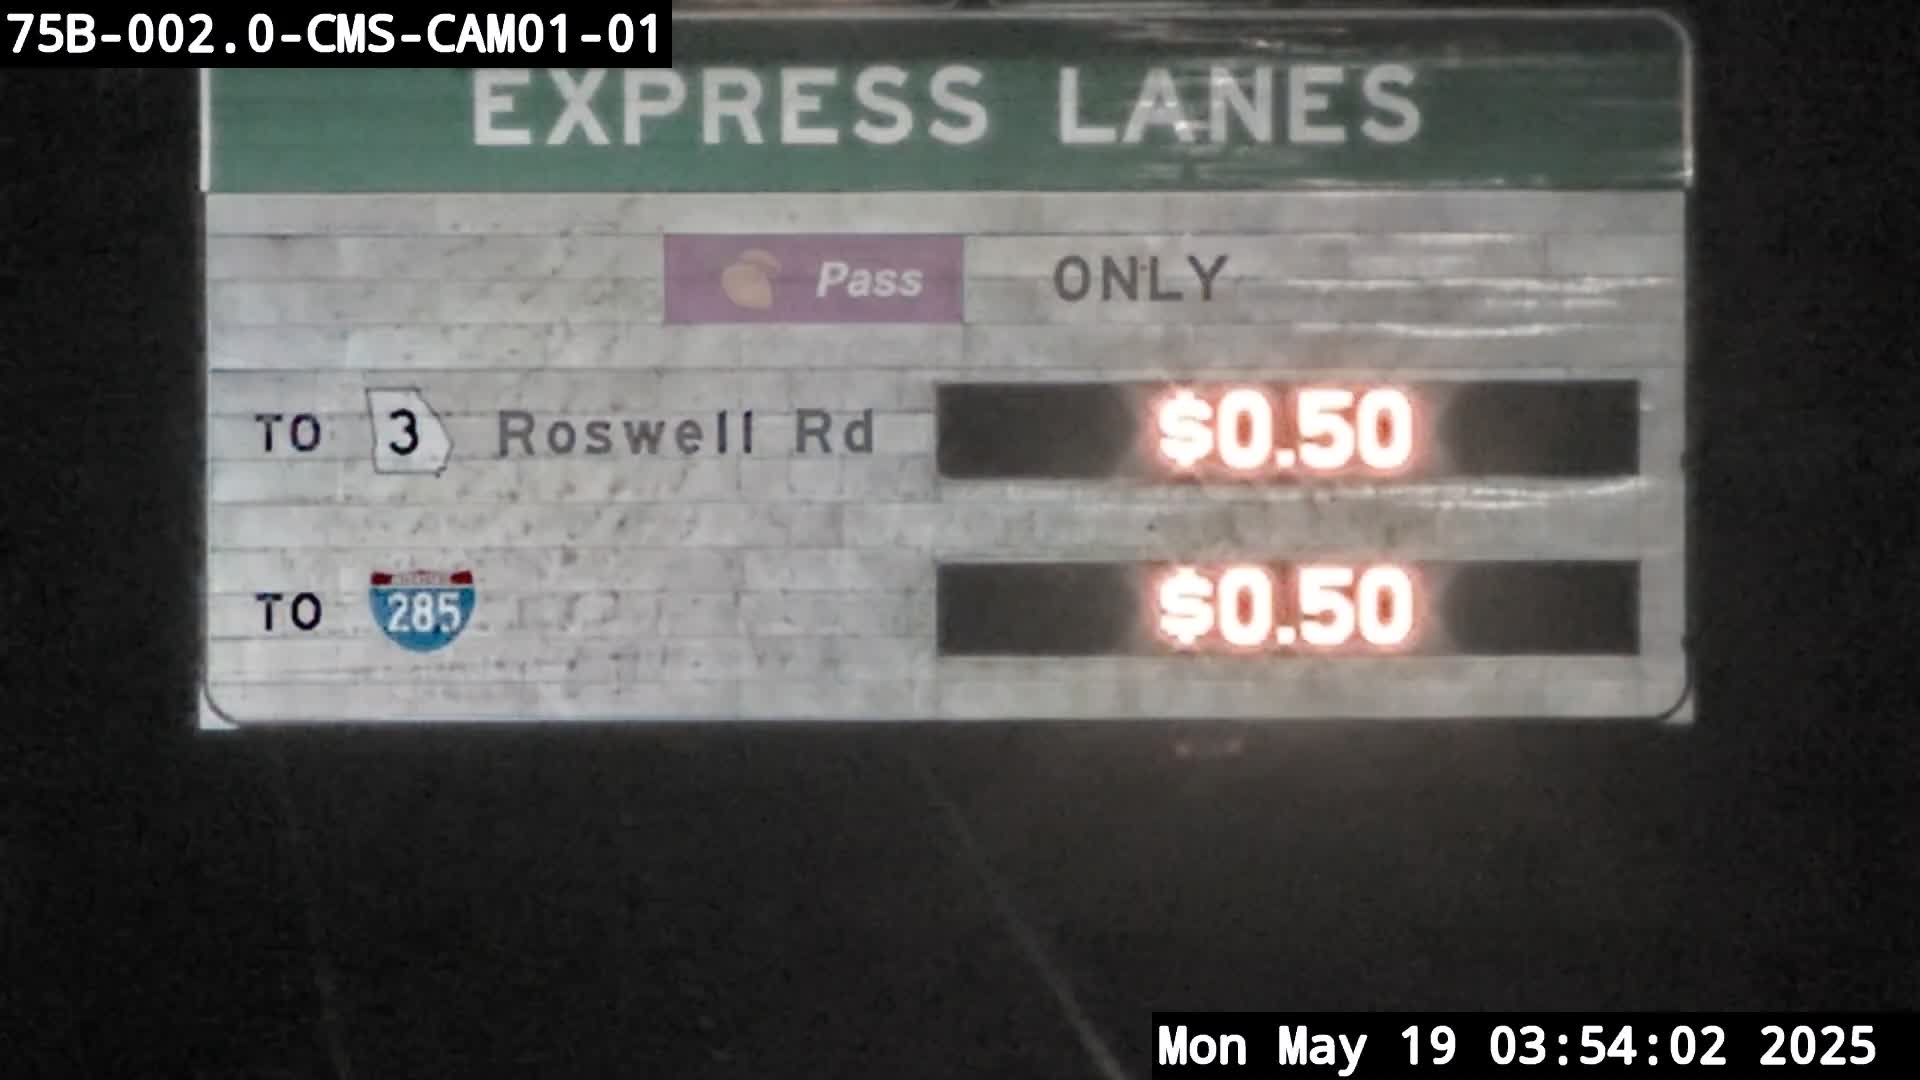 75B-002.0-CMS-CAM01-01
EXPRESS LANES
Pass ONLY
TO 3 Roswell Rd $0.50
TO 285 $0.50
Mon May 19 03:54:02 2025